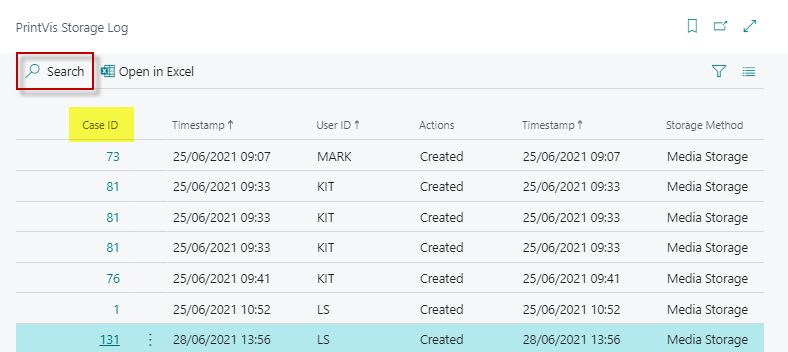 PrintVis Storage Log
Search Open in Excel
Case ID Timestamp↑ User ID↑ Actions Timestamp↑ Storage Method
73 25/06/2021 09:07 MARK Created 25/06/2021 09:07 Media Storage
81 25/06/2021 09:33 KIT Created 25/06/2021 09:33 Media Storage
81 25/06/2021 09:33 KIT Created 25/06/2021 09:33 Media Storage
81 25/06/2021 09:33 KIT Created 25/06/2021 09:33 Media Storage
76 25/06/2021 09:41 KIT Created 25/06/2021 09:41 Media Storage
1 25/06/2021 10:52 LS Created 25/06/2021 10:52 Media Storage
131 28/06/2021 13:56 LS Created 28/06/2021 13:56 Media Storage